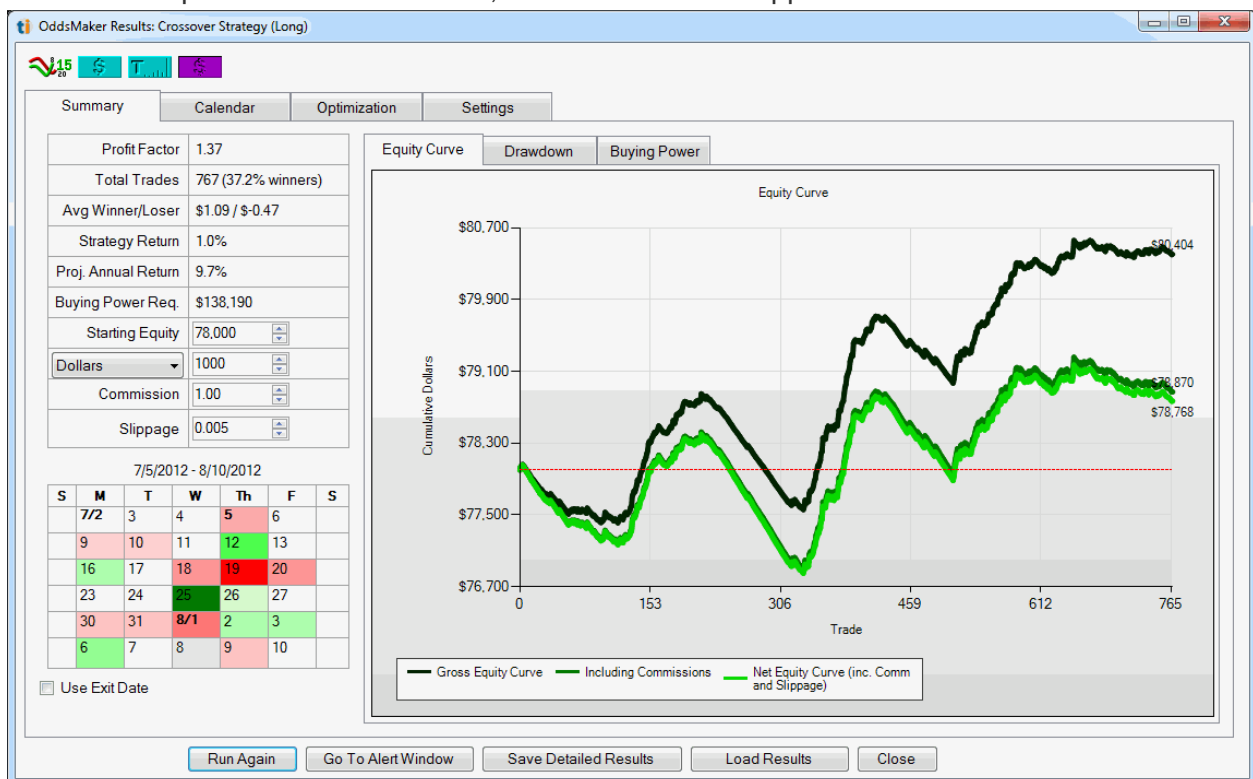 OddsMaker Results: Crossover Strategy (Long)
15
20
$ T $
Summary Calendar Optimization Settings
Profit Factor 1.37
Total Trades 767 (37.2% winners)
Avg Winner/Loser $1.09 / $-0.47
Strategy Return 1.0%
Proj. Annual Return 9.7%
Buying Power Req. $138,190
Starting Equity 78,000
Dollars 1000
Commission 1.00
Slippage 0.005
7/5/2012 - 8/10/2012
S M T W Th F S
7/2 3 4 5 6
9 10 11 12 13
16 17 18 19 20
23 24 25 26 27
30 31 8/1 2 3
6 7 8 9 10
Use Exit Date
Equity Curve Drawdown Buying Power
Equity Curve
Cumulative Dollars
$80,700
$79,900
$79,100
$78,300
$77,500
$76,700
$80,404
$78,870
$78,768
0 153 306 459 612 765
Trade
Gross Equity Curve Including Commissions Net Equity Curve (inc. Comm
and Slippage)
Run Again Go To Alert Window Save Detailed Results Load Results Close